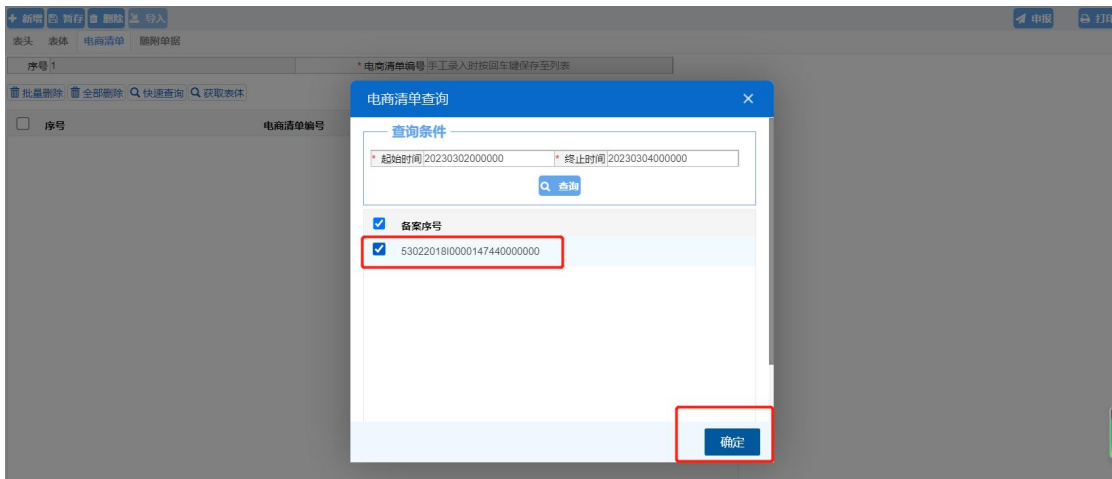 新增 暂存 删除 导入 申报 打印
表头 表体 电商清单 随附单据
序号 1 * 电商清单编号 手工录入时按回车键保存至列表
批量删除 全部删除 快速查询 获取表体
序号 电商清单编号
电商清单查询 ×
查询条件
* 起始时间 20230302000000 * 终止时间 20230304000000
查询
备案序号
53022018I0000147440000000
确定